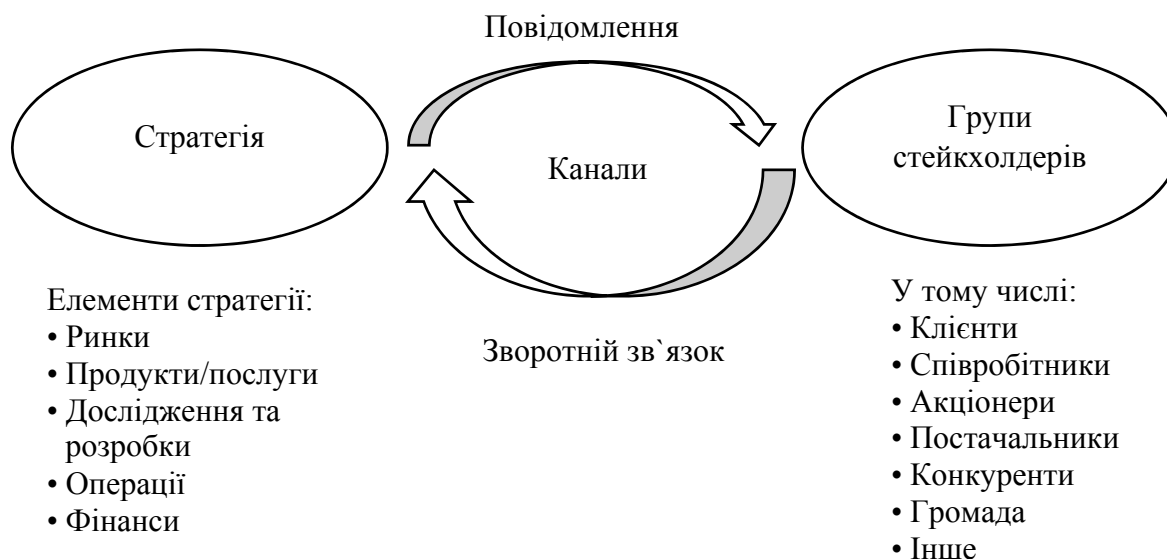 Повідомлення
Стратегія
Канали
Групи
стейкхолдерів
Зворотній зв`язок
Елементи стратегії:
• Ринки
• Продукти/послуги
• Дослідження та
розробки
• Операції
• Фінанси
У тому числі:
• Клієнти
• Співробітники
• Акціонери
• Постачальники
• Конкуренти
• Громада
• Інше